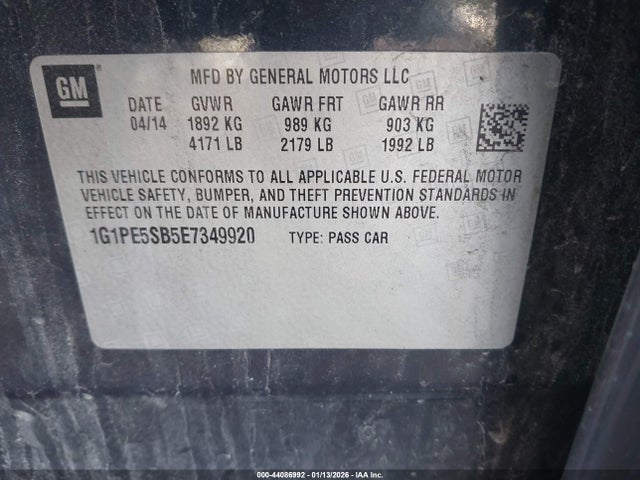 GM
MFD BY GENERAL MOTORS LLC
DATE GVWR GAWR FRT GAWR RR
04/14 1892 KG 989 KG 903 KG
4171 LB 2179 LB 1992 LB
THIS VEHICLE CONFORMS TO ALL APPLICABLE U.S. FEDERAL MOTOR
VEHICLE SAFETY, BUMPER, AND THEFT PREVENTION STANDARDS IN
EFFECT ON THE DATE OF MANUFACTURE SHOWN ABOVE.
1G1PE5SB5E7349920 TYPE: PASS CAR
000-44086992 - 01/13/2026 - IAA Inc.